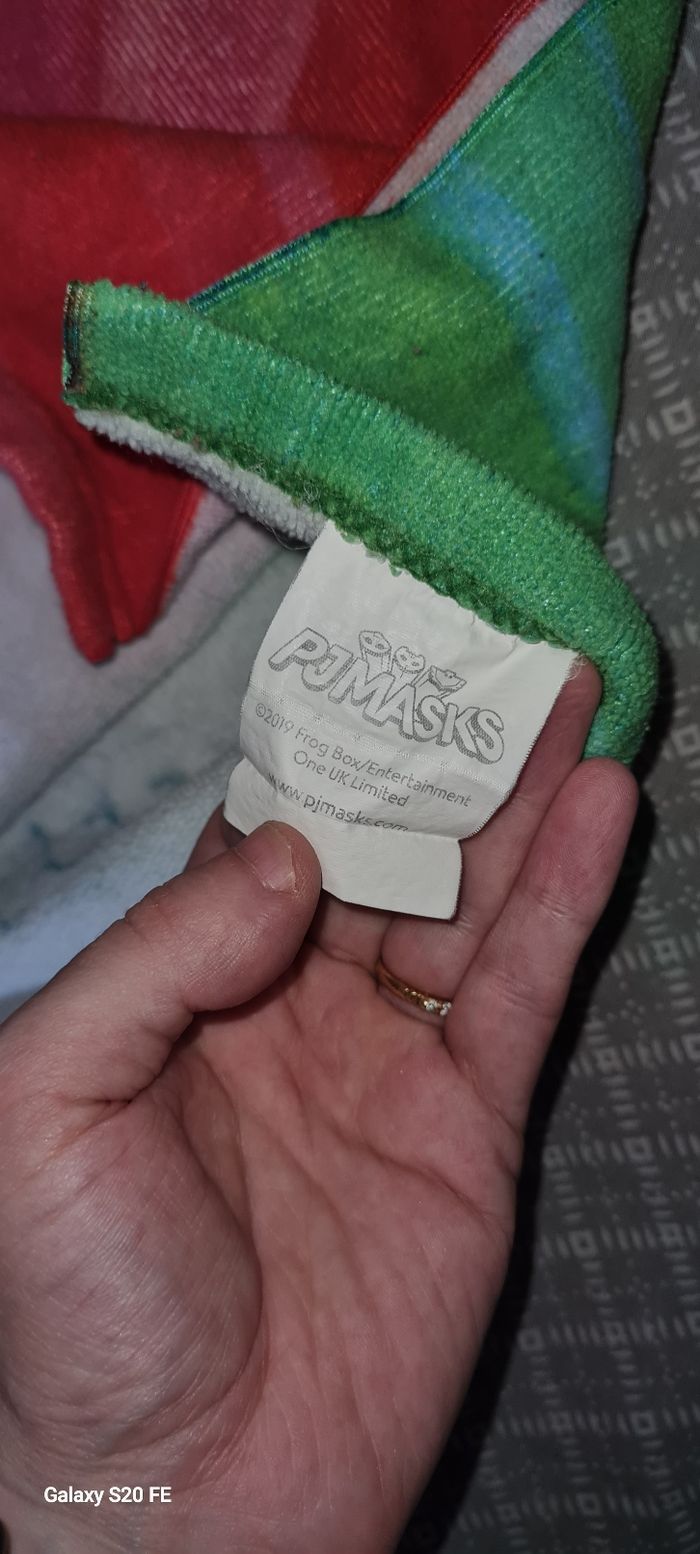 PJMASKS
©2019 Frog Box/Entertainment
One UK Limited
www.pjmasks.com
Galaxy S20 FE